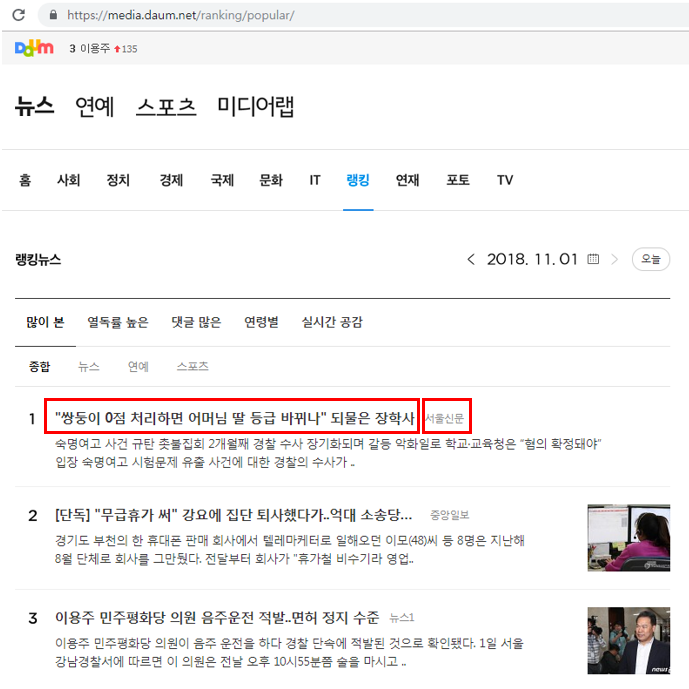 https://media.daum.net/ranking/popular/
Daum 3 이용주 135
뉴스 연예 스포츠 미디어랩
홈 사회 정치 경제 국제 문화 IT 랭킹 연재 포토 TV
랭킹뉴스 2018. 11. 01 오늘
많이 본 열독률 높은 댓글 많은 연령별 실시간 공감
종합 뉴스 연예 스포츠
1 "쌍둥이 0점 처리하면 어머님 딸 등급 바뀌나" 되물은 장학사 서울신문
숙명여고 사건 규탄 촛불집회 2개월째 경찰 수사 장기화되며 갈등 악화일로 학교·교육청은 “혐의 확정돼야”
입장 숙명여고 시험문제 유출 사건에 대한 경찰의 수사가 ..
2 [단독] "무급휴가 써" 강요에 집단 퇴사했다가..억대 소송당... 중앙일보
경기도 부천의 한 휴대폰 판매 회사에서 텔레마케터로 일해오던 이모(48)씨 등 8명은 지난해
8월 단체로 회사를 그만뒀다. 전달부터 회사가 "휴가철 비수기라 영업..
3 이용주 민주평화당 의원 음주운전 적발..면허 정지 수준 뉴스1
이용주 민주평화당 의원이 음주 운전을 하다 경찰 단속에 적발된 것으로 확인됐다. 1일 서울
강남경찰서에 따르면 이 의원은 전날 오후 10시55분쯤 술을 마시고 ..